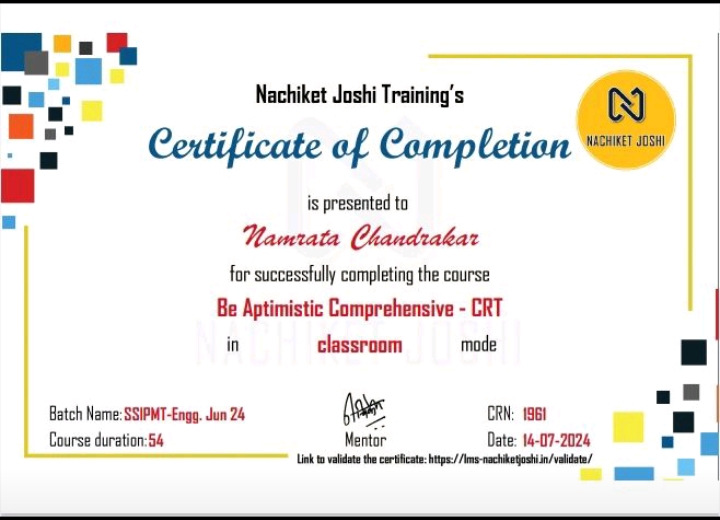 Nachiket Joshi Training's
Certificate of Completion
NACHIKET JOSHI
is presented to
Namrata Chandrakar
for successfully completing the course
Be Aptimistic Comprehensive - CRT
NACHIKET JOSHI
in classroom mode
Batch Name: SSIPMT-Engg. Jun 24
Course duration: 54
Mentor
CRN: 1961
Date: 14-07-2024
Link to validate the certificate: https://lms-nachiketjoshi.in/validate/